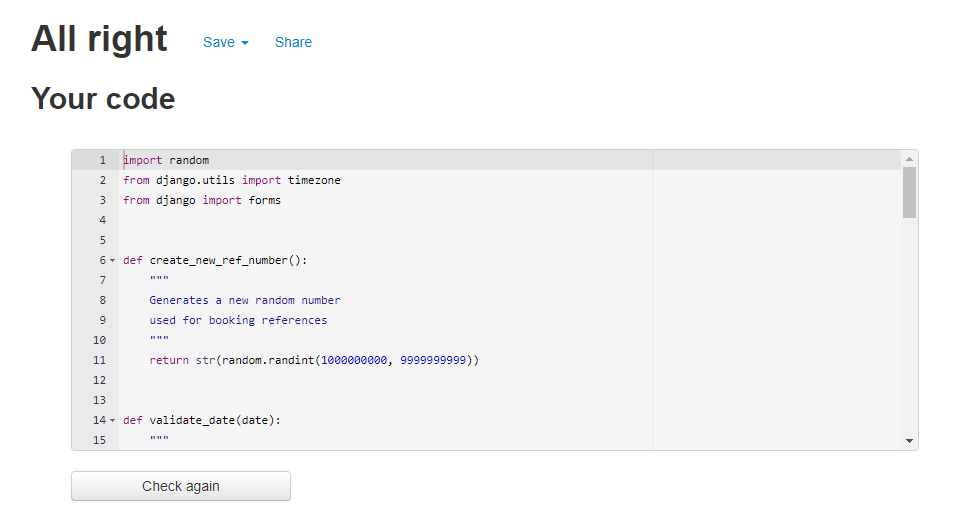 All right Save Share
Your code
1 import random
2 from django.utils import timezone
3 from django import forms
4
5
6 def create_new_ref_number():
7     """
8     Generates a new random number
9     used for booking references
10     """
11     return str(random.randint(1000000000, 9999999999))
12
13
14 def validate_date(date):
15     """
Check again